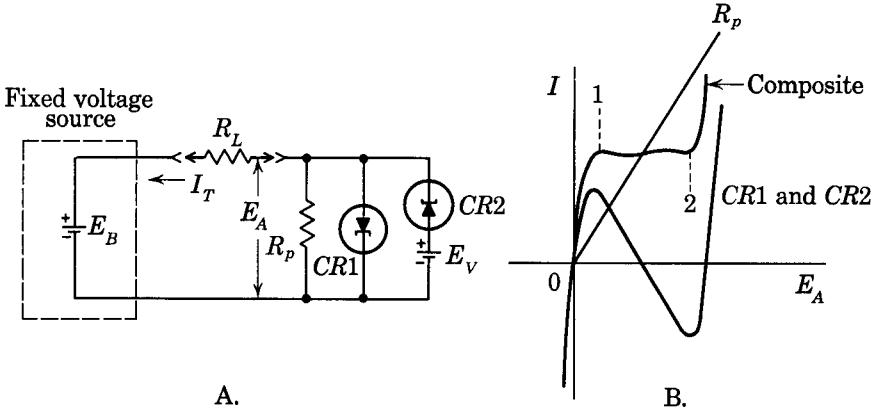 Fixed voltage
source
R_L
I_T
E_A
+
-
E_B
R_p
CR1
CR2
+
-
E_V
A.
R_p
I
1
Composite
2
CR1 and CR2
0
E_A
B.